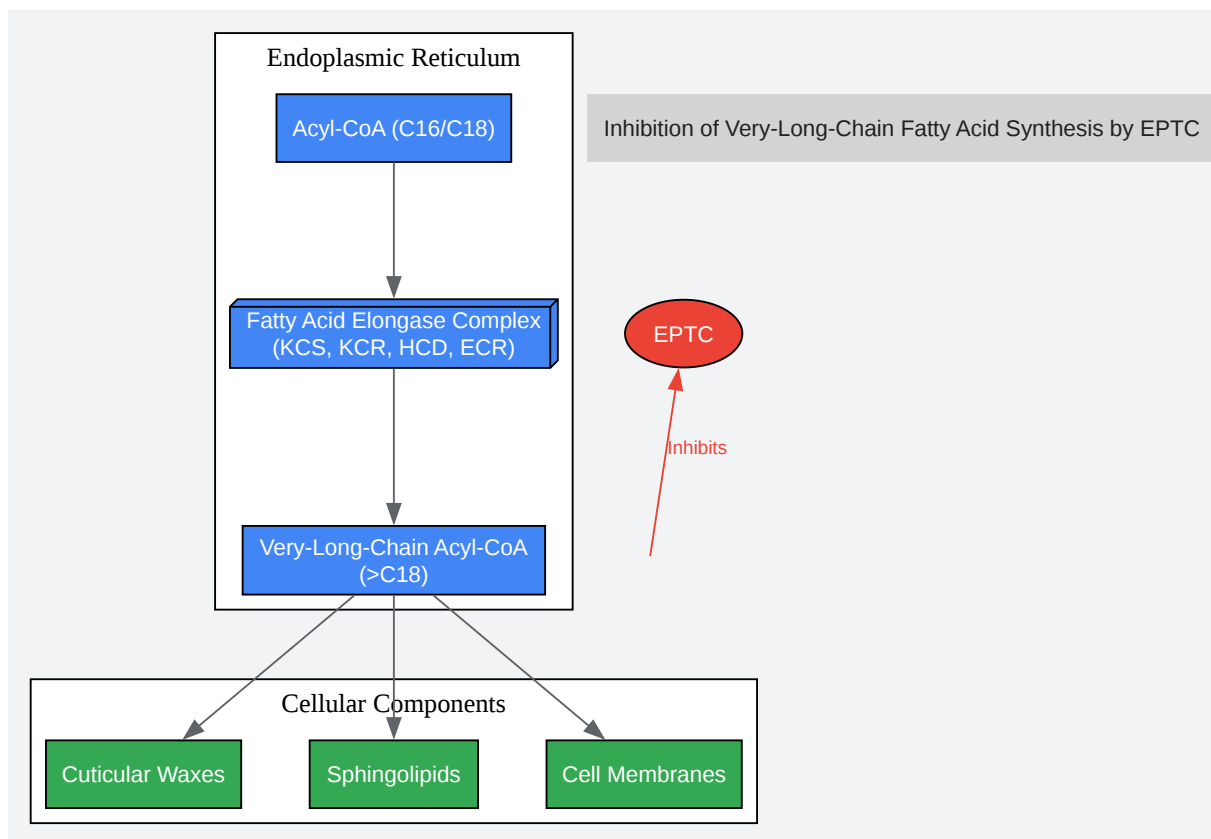 Endoplasmic Reticulum
Acyl-CoA (C16/C18)
Inhibition of Very-Long-Chain Fatty Acid Synthesis by EPTC
Fatty Acid Elongase Complex
(KCS, KCR, HCD, ECR)
EPTC
Inhibits
Very-Long-Chain Acyl-CoA
(>C18)
Cellular Components
Cuticular Waxes
Sphingolipids
Cell Membranes